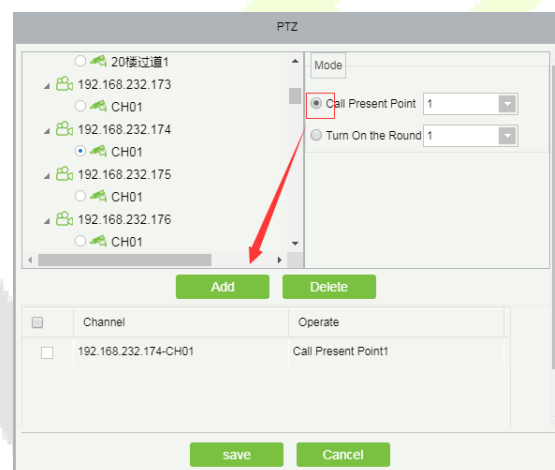 PTZ
20楼过道1
192.168.232.173
CH01
192.168.232.174
CH01
192.168.232.175
CH01
192.168.232.176
CH01
Mode
Call Present Point 1
Turn On the Round 1
Add Delete
Channel Operate
192.168.232.174-CH01 Call Present Point1
save Cancel